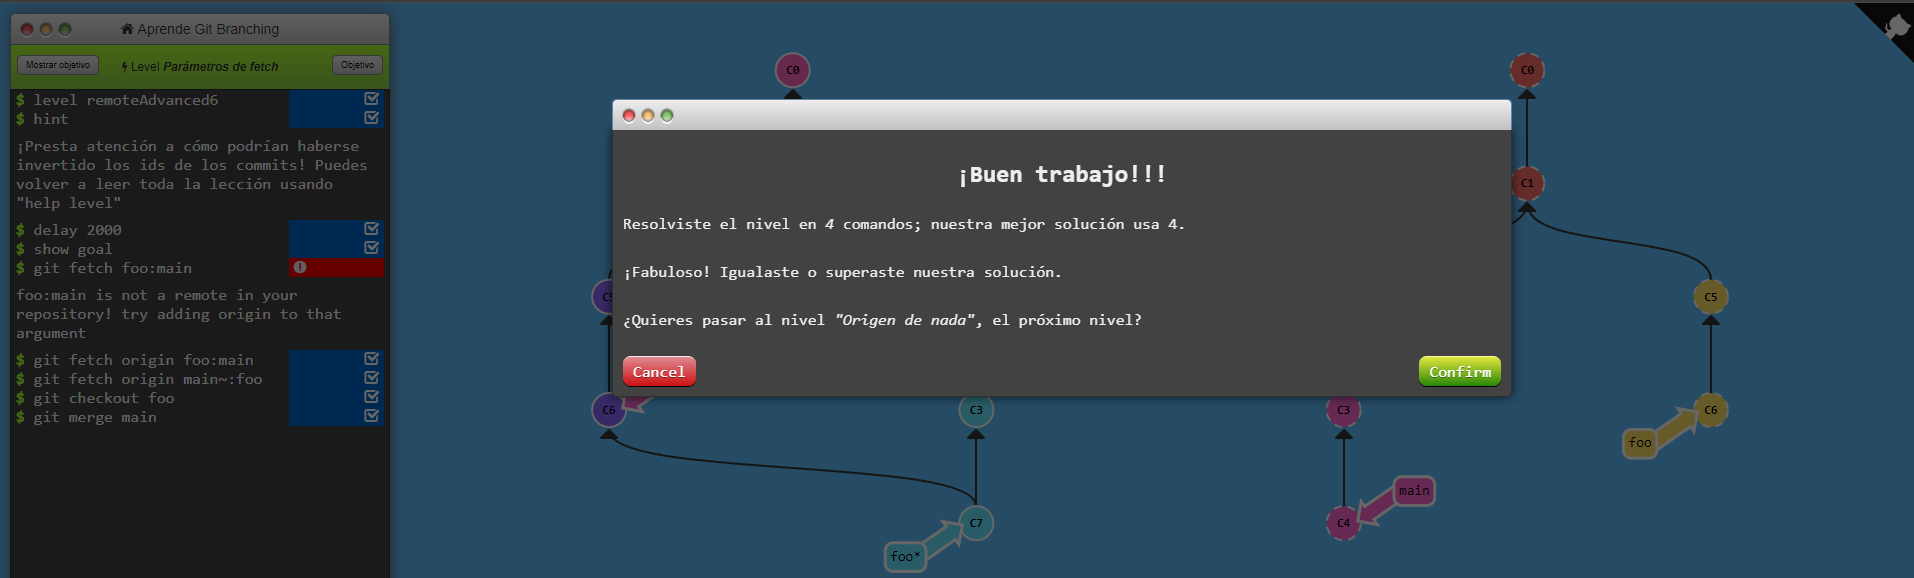 Aprende Git Branching
Mostrar objetivo
Level Parámetros de fetch
Objetivo
$ level remoteAdvanced6
$ hint
¡Presta atención a cómo podrían haberse
invertido los ids de los commits! Puedes
volver a leer toda la lección usando
"help level"
$ delay 2000
$ show goal
$ git fetch foo:main
foo:main is not a remote in your
repository! try adding origin to that
argument
$ git fetch origin foo:main
$ git fetch origin main~:foo
$ git checkout foo
$ git merge main
C0
C0
¡Buen trabajo!!!
C1
Resolviste el nivel en 4 comandos; nuestra mejor solución usa 4.
¡Fabuloso! Igualaste o superaste nuestra solución.
C5
¿Quieres pasar al nivel "Origen de nada", el próximo nivel?
Cancel
Confirm
C6
C3
C3
C6
foo
main
C7
C4
foo*